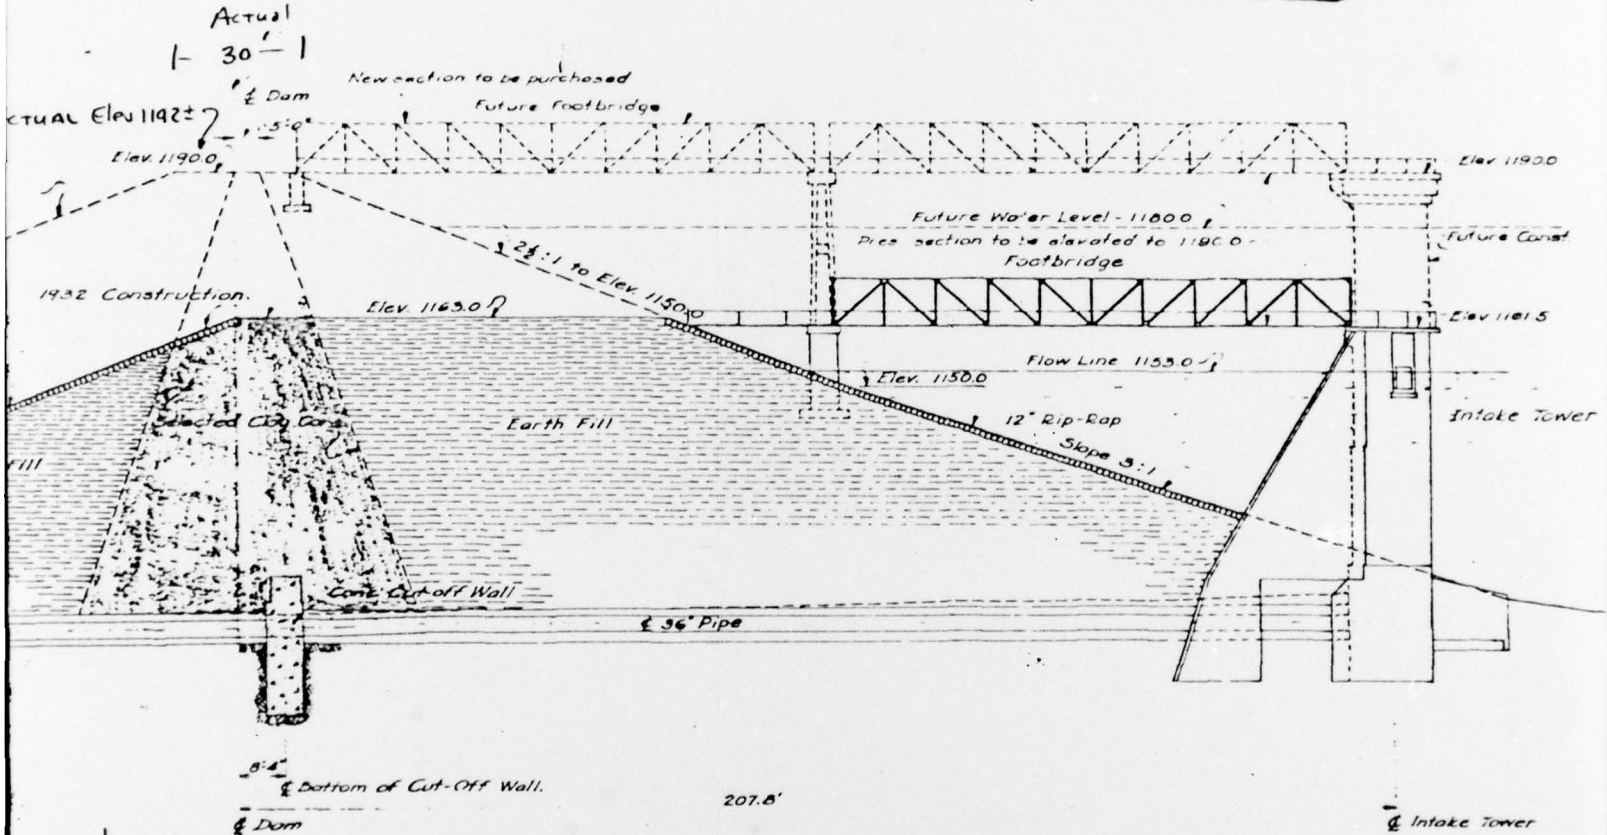 Actual
|- 30' -|
℄ Dam
New section to be purchased
Future Footbridge
CTUAL Elev 1192±
5'-0"
Elev. 1190.0
Elev 1190.0
Future Water Level - 1180.0
Pres section to be elevated to 1190.0
Footbridge
Future Const.
2½:1 to Elev. 1150.0
1932 Construction.
Elev. 1163.0
Elev 1161.5
Flow Line 1153.0
Elev. 1150.0
12" Rip-Rap
Slope 3:1
Intake Tower
Selected Clay Core
Earth Fill
Fill
Conc Cut-off Wall
℄ 36" Pipe
8'-4"
℄ Bottom of Cut-Off Wall.
207.8'
℄ Dam
℄ Intake Tower